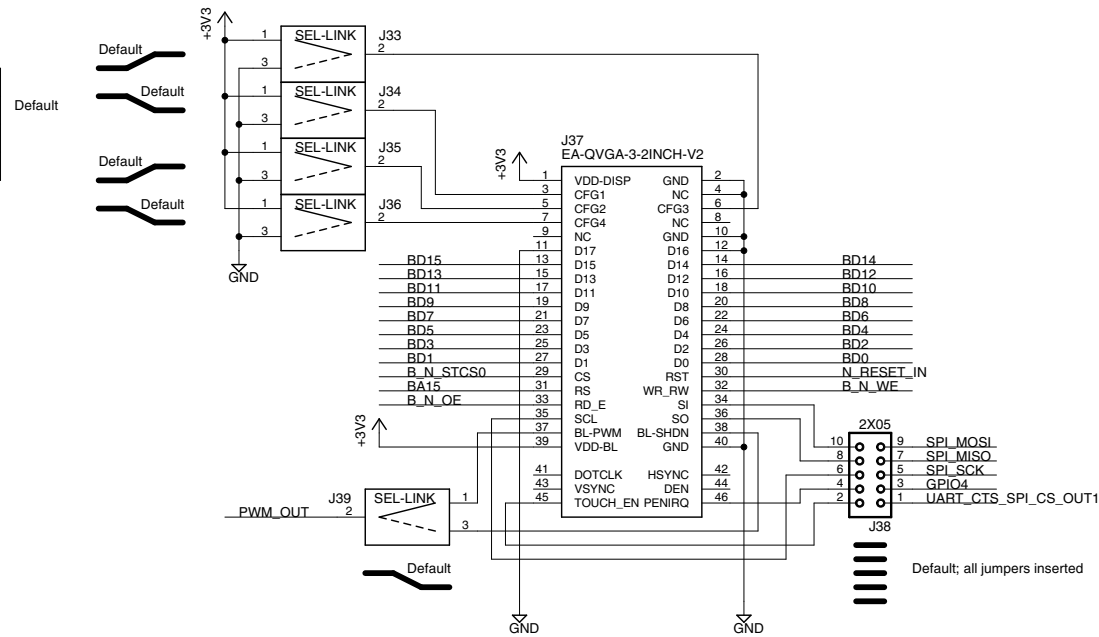 +3V3
1 SEL-LINK J33
2
3
Default
1 SEL-LINK J34
2
3
Default
Default
1 SEL-LINK J35
2
3
Default
1 SEL-LINK J36
2
3
Default
GND
J37
EA-QVGA-3-2INCH-V2
+3V3
1 VDD-DISP GND 2
3 CFG1 NC 4
5 CFG2 CFG3 6
7 CFG4 NC 8
9 NC GND 10
11 D17 D16 12
BD15 13 D15 D14 14 BD14
BD13 15 D13 D12 16 BD12
BD11 17 D11 D10 18 BD10
BD9 19 D9 D8 20 BD8
BD7 21 D7 D6 22 BD6
BD5 23 D5 D4 24 BD4
BD3 25 D3 D2 26 BD2
BD1 27 D1 D0 28 BD0
B_N_STCS0 29 CS RST 30 N_RESET_IN
BA15 31 RS WR_RW 32 B_N_WE
B_N_OE 33 RD_E SI 34
35 SCL SO 36
37 BL-PWM BL-SHDN 38
+3V3
39 VDD-BL GND 40
41 DOTCLK HSYNC 42
43 VSYNC DEN 44
45 TOUCH_EN PENIRQ 46
2X05
10 9 SPI_MOSI
8 7 SPI_MISO
6 5 SPI_SCK
4 3 GPIO4
2 1 UART_CTS_SPI_CS_OUT1
J38
J39 SEL-LINK 1
PWM_OUT 2
3
Default
Default; all jumpers inserted
GND
GND